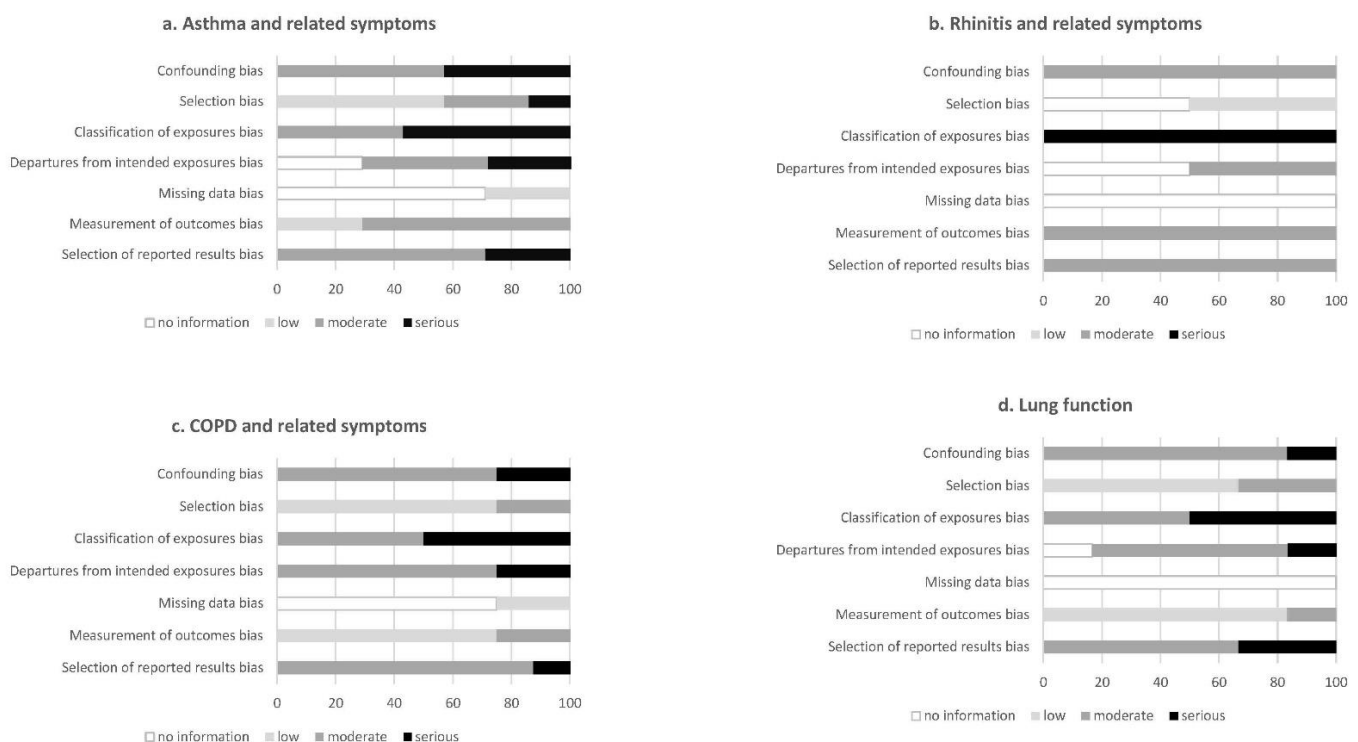 a. Asthma and related symptoms
Confounding bias
Selection bias
Classification of exposures bias
Departures from intended exposures bias
Missing data bias
Measurement of outcomes bias
Selection of reported results bias
0 20 40 60 80 100
no information low moderate serious
b. Rhinitis and related symptoms
Confounding bias
Selection bias
Classification of exposures bias
Departures from intended exposures bias
Missing data bias
Measurement of outcomes bias
Selection of reported results bias
0 20 40 60 80 100
no information low moderate serious
c. COPD and related symptoms
Confounding bias
Selection bias
Classification of exposures bias
Departures from intended exposures bias
Missing data bias
Measurement of outcomes bias
Selection of reported results bias
0 20 40 60 80 100
no information low moderate serious
d. Lung function
Confounding bias
Selection bias
Classification of exposures bias
Departures from intended exposures bias
Missing data bias
Measurement of outcomes bias
Selection of reported results bias
0 20 40 60 80 100
no information low moderate serious